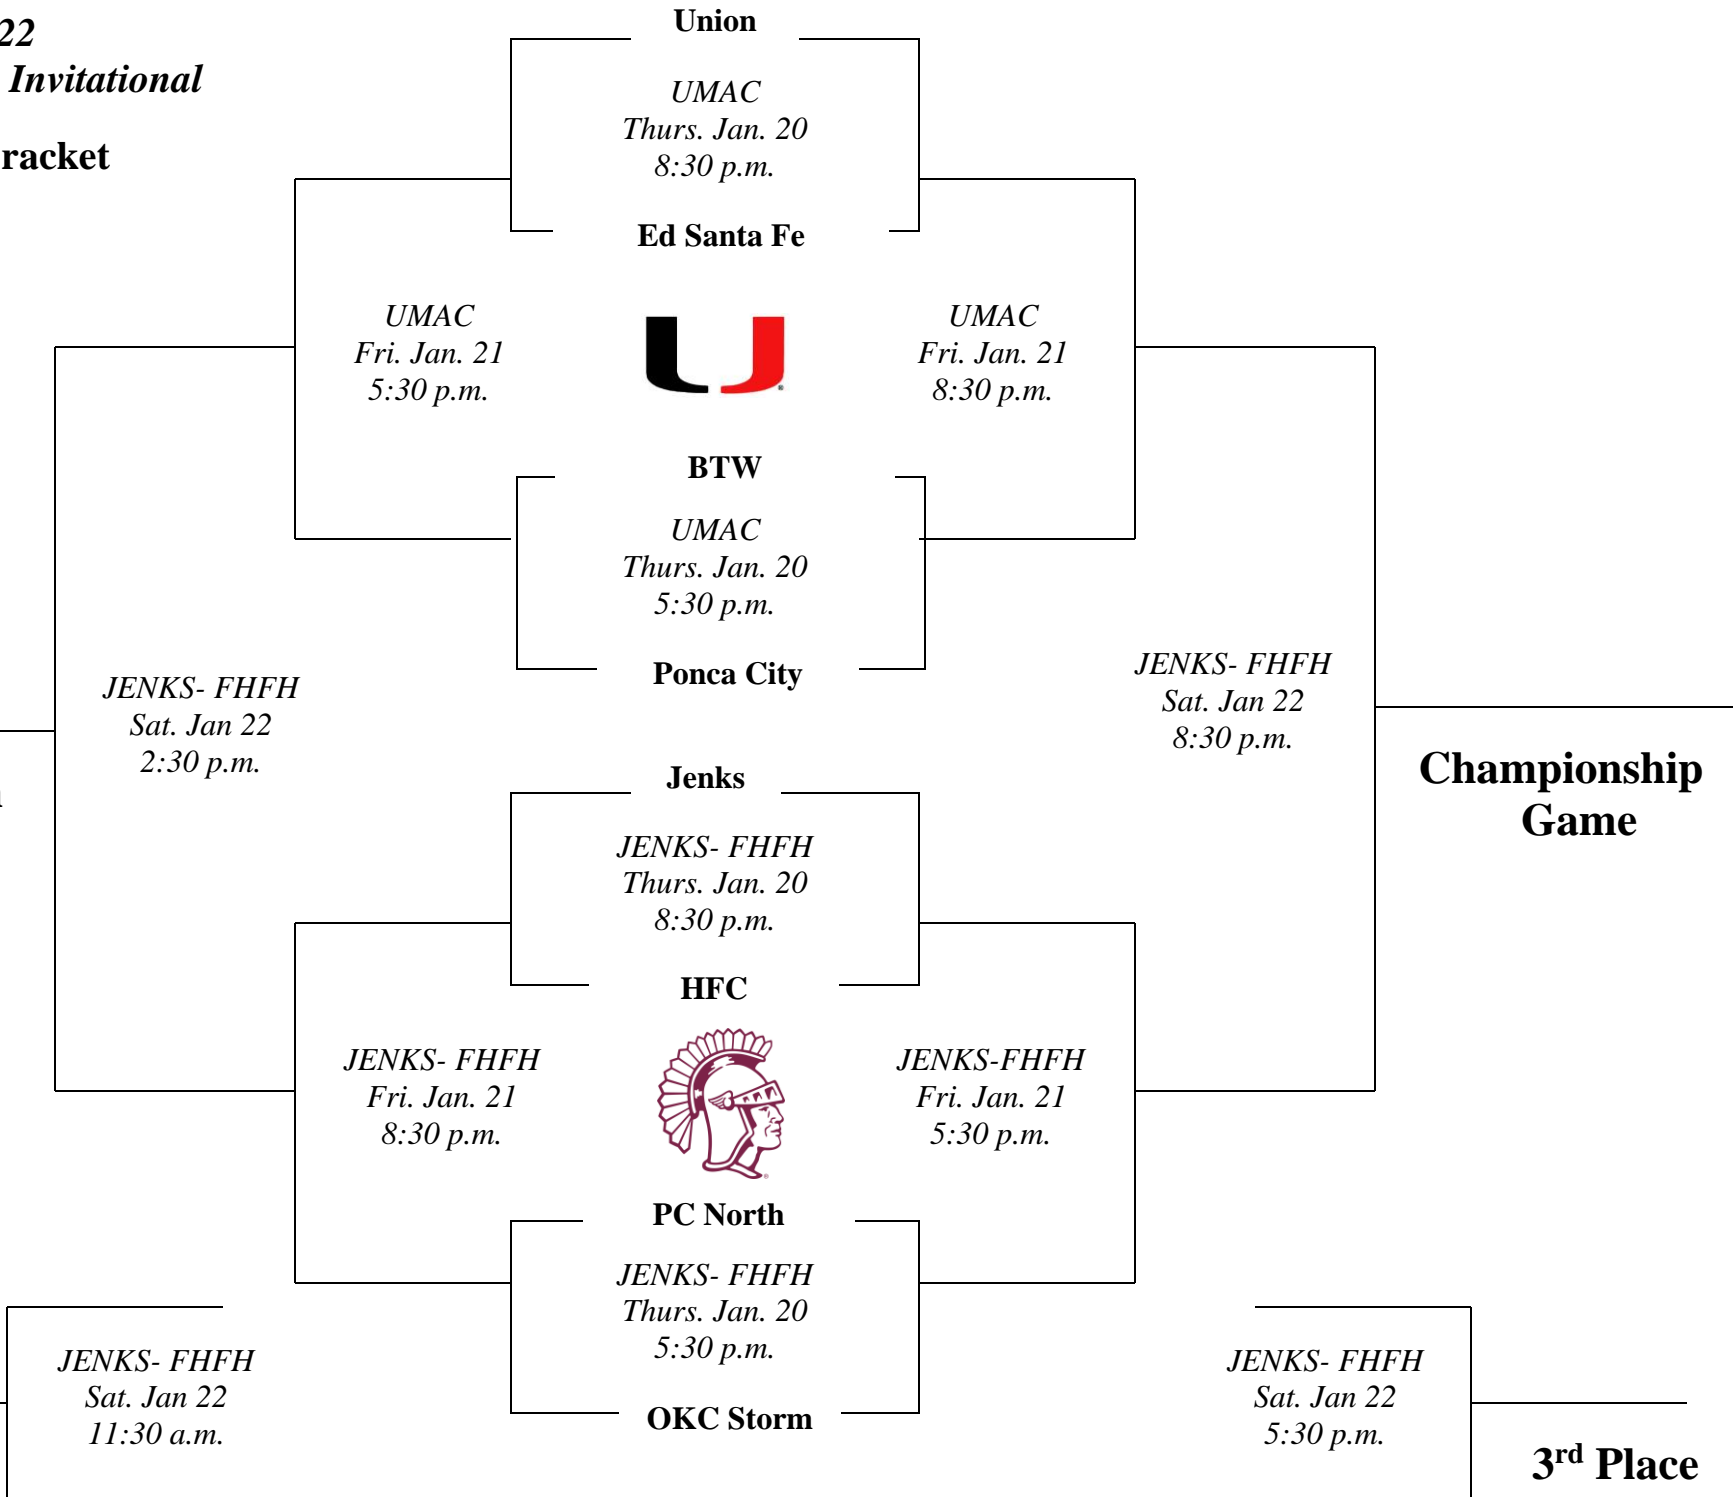 22
Invitational
racket
Union
UMAC
Thurs. Jan. 20
8:30 p.m.
Ed Santa Fe
UMAC
Fri. Jan. 21
5:30 p.m.
UMAC
Fri. Jan. 21
8:30 p.m.
BTW
UMAC
Thurs. Jan. 20
5:30 p.m.
Ponca City
JENKS- FHFH
Sat. Jan 22
2:30 p.m.
JENKS- FHFH
Sat. Jan 22
8:30 p.m.
Championship
Game
Jenks
JENKS- FHFH
Thurs. Jan. 20
8:30 p.m.
HFC
JENKS- FHFH
Fri. Jan. 21
8:30 p.m.
JENKS-FHFH
Fri. Jan. 21
5:30 p.m.
PC North
JENKS- FHFH
Thurs. Jan. 20
5:30 p.m.
OKC Storm
JENKS- FHFH
Sat. Jan 22
11:30 a.m.
JENKS- FHFH
Sat. Jan 22
5:30 p.m.
3rd Place